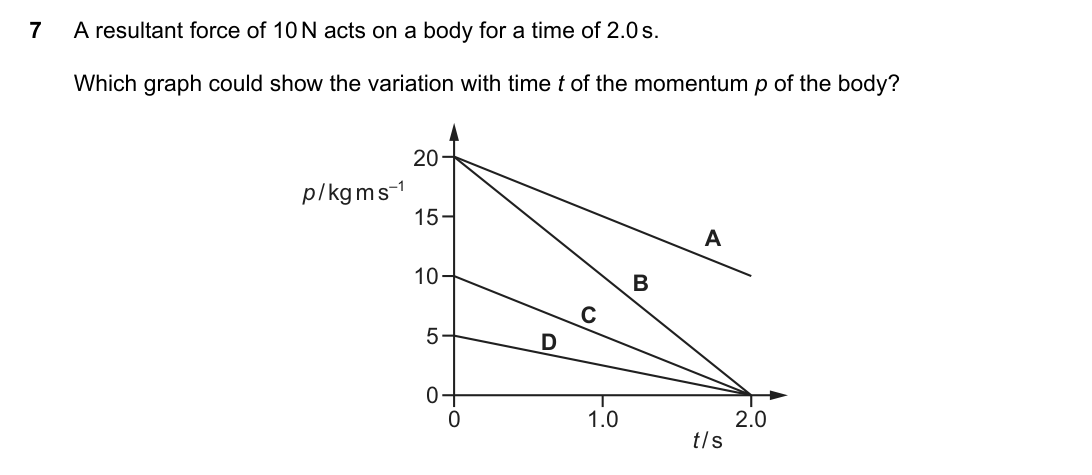 7 A resultant force of 10 N acts on a body for a time of 2.0 s.
Which graph could show the variation with time t of the momentum p of the body?
20
p / kg m s⁻¹
15
A
10
B
C
5
D
0
0 1.0 2.0
t / s